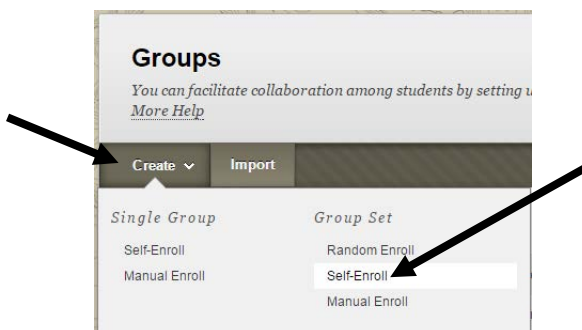 Groups
You can facilitate collaboration among students by setting u
More Help
Create Import
Single Group Group Set
Self-Enroll Random Enroll
Manual Enroll Self-Enroll
Manual Enroll